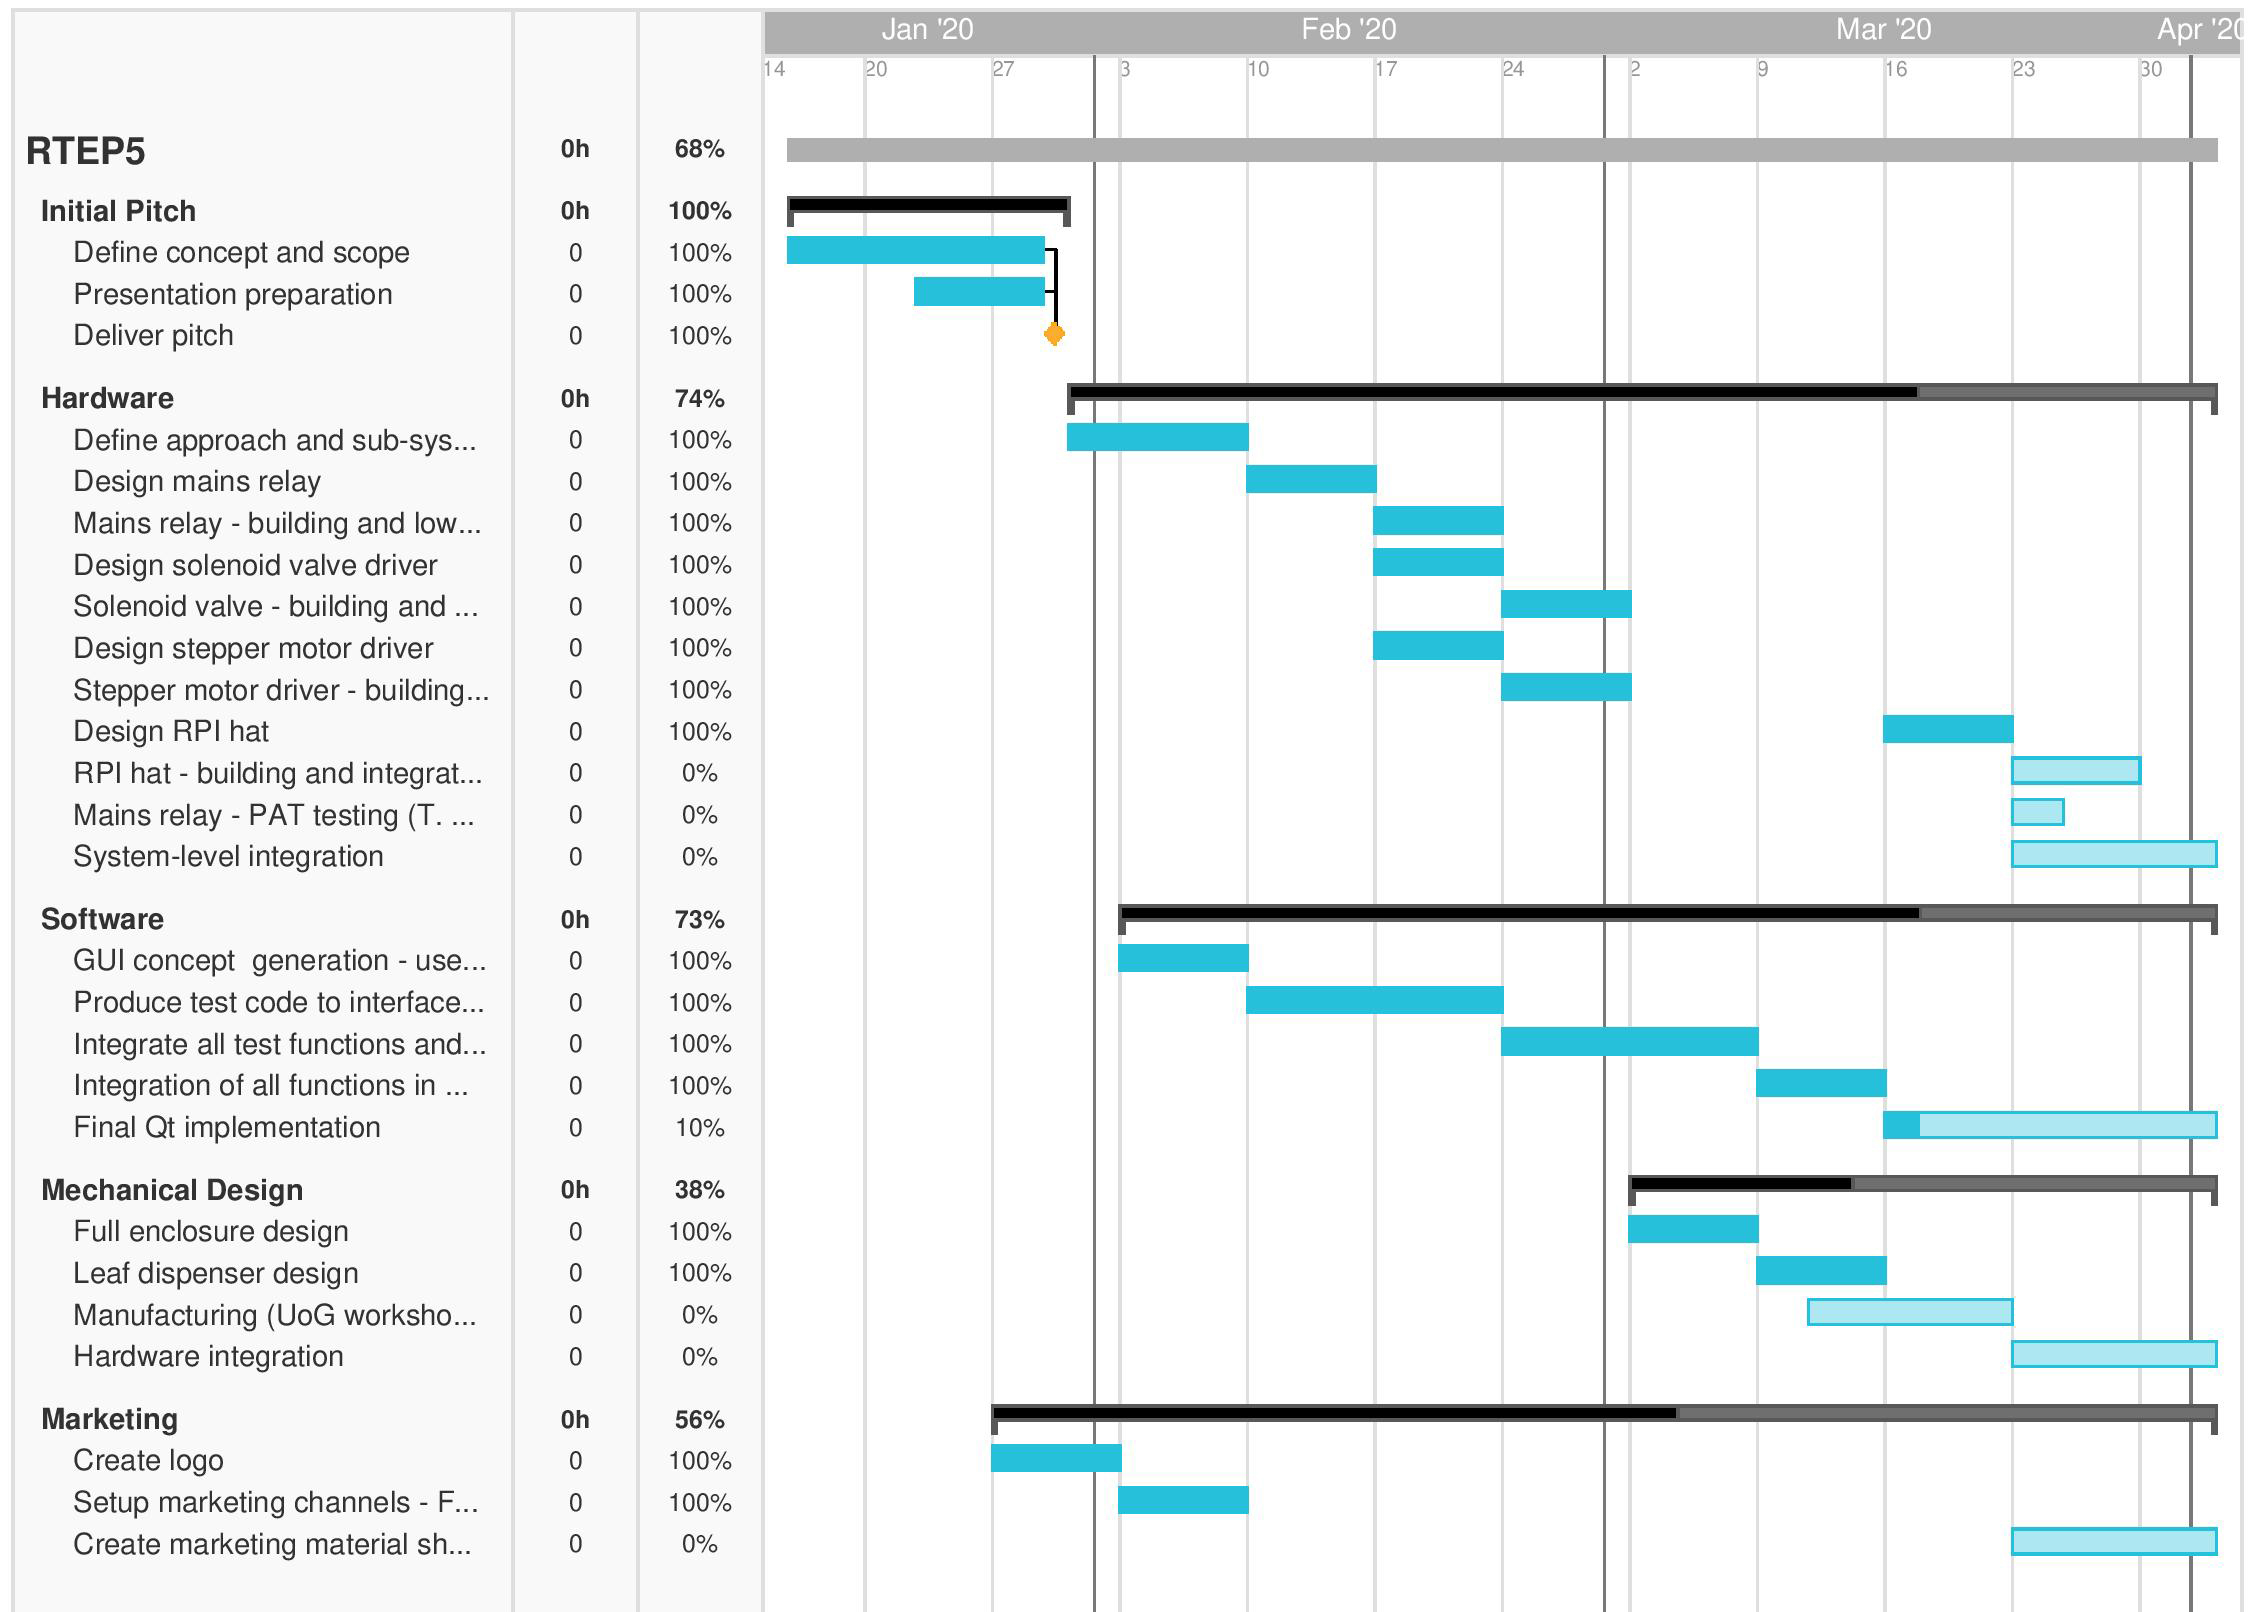 Jan '20 Feb '20 Mar '20 Apr '20
14 20 27 3 10 17 24 2 9 16 23 30
RTEP5 0h 68%
Initial Pitch 0h 100%
Define concept and scope 0 100%
Presentation preparation 0 100%
Deliver pitch 0 100%
Hardware 0h 74%
Define approach and sub-sys... 0 100%
Design mains relay 0 100%
Mains relay - building and low... 0 100%
Design solenoid valve driver 0 100%
Solenoid valve - building and ... 0 100%
Design stepper motor driver 0 100%
Stepper motor driver - building... 0 100%
Design RPI hat 0 100%
RPI hat - building and integrat... 0 0%
Mains relay - PAT testing (T. ... 0 0%
System-level integration 0 0%
Software 0h 73%
GUI concept  generation - use... 0 100%
Produce test code to interface... 0 100%
Integrate all test functions and... 0 100%
Integration of all functions in ... 0 100%
Final Qt implementation 0 10%
Mechanical Design 0h 38%
Full enclosure design 0 100%
Leaf dispenser design 0 100%
Manufacturing (UoG worksho... 0 0%
Hardware integration 0 0%
Marketing 0h 56%
Create logo 0 100%
Setup marketing channels - F... 0 100%
Create marketing material sh... 0 0%